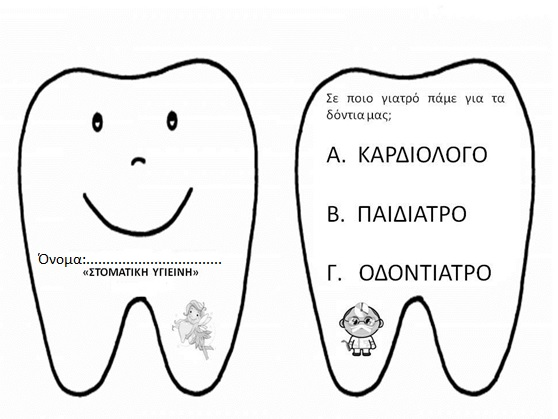 Όνομα:....................................
«ΣΤΟΜΑΤΙΚΗ ΥΓΙΕΙΝΗ»
Σε ποιο γιατρό πάμε για τα
δόντια μας;
Α. ΚΑΡΔΙΟΛΟΓΟ
Β. ΠΑΙΔΙΑΤΡΟ
Γ. ΟΔΟΝΤΙΑΤΡΟ